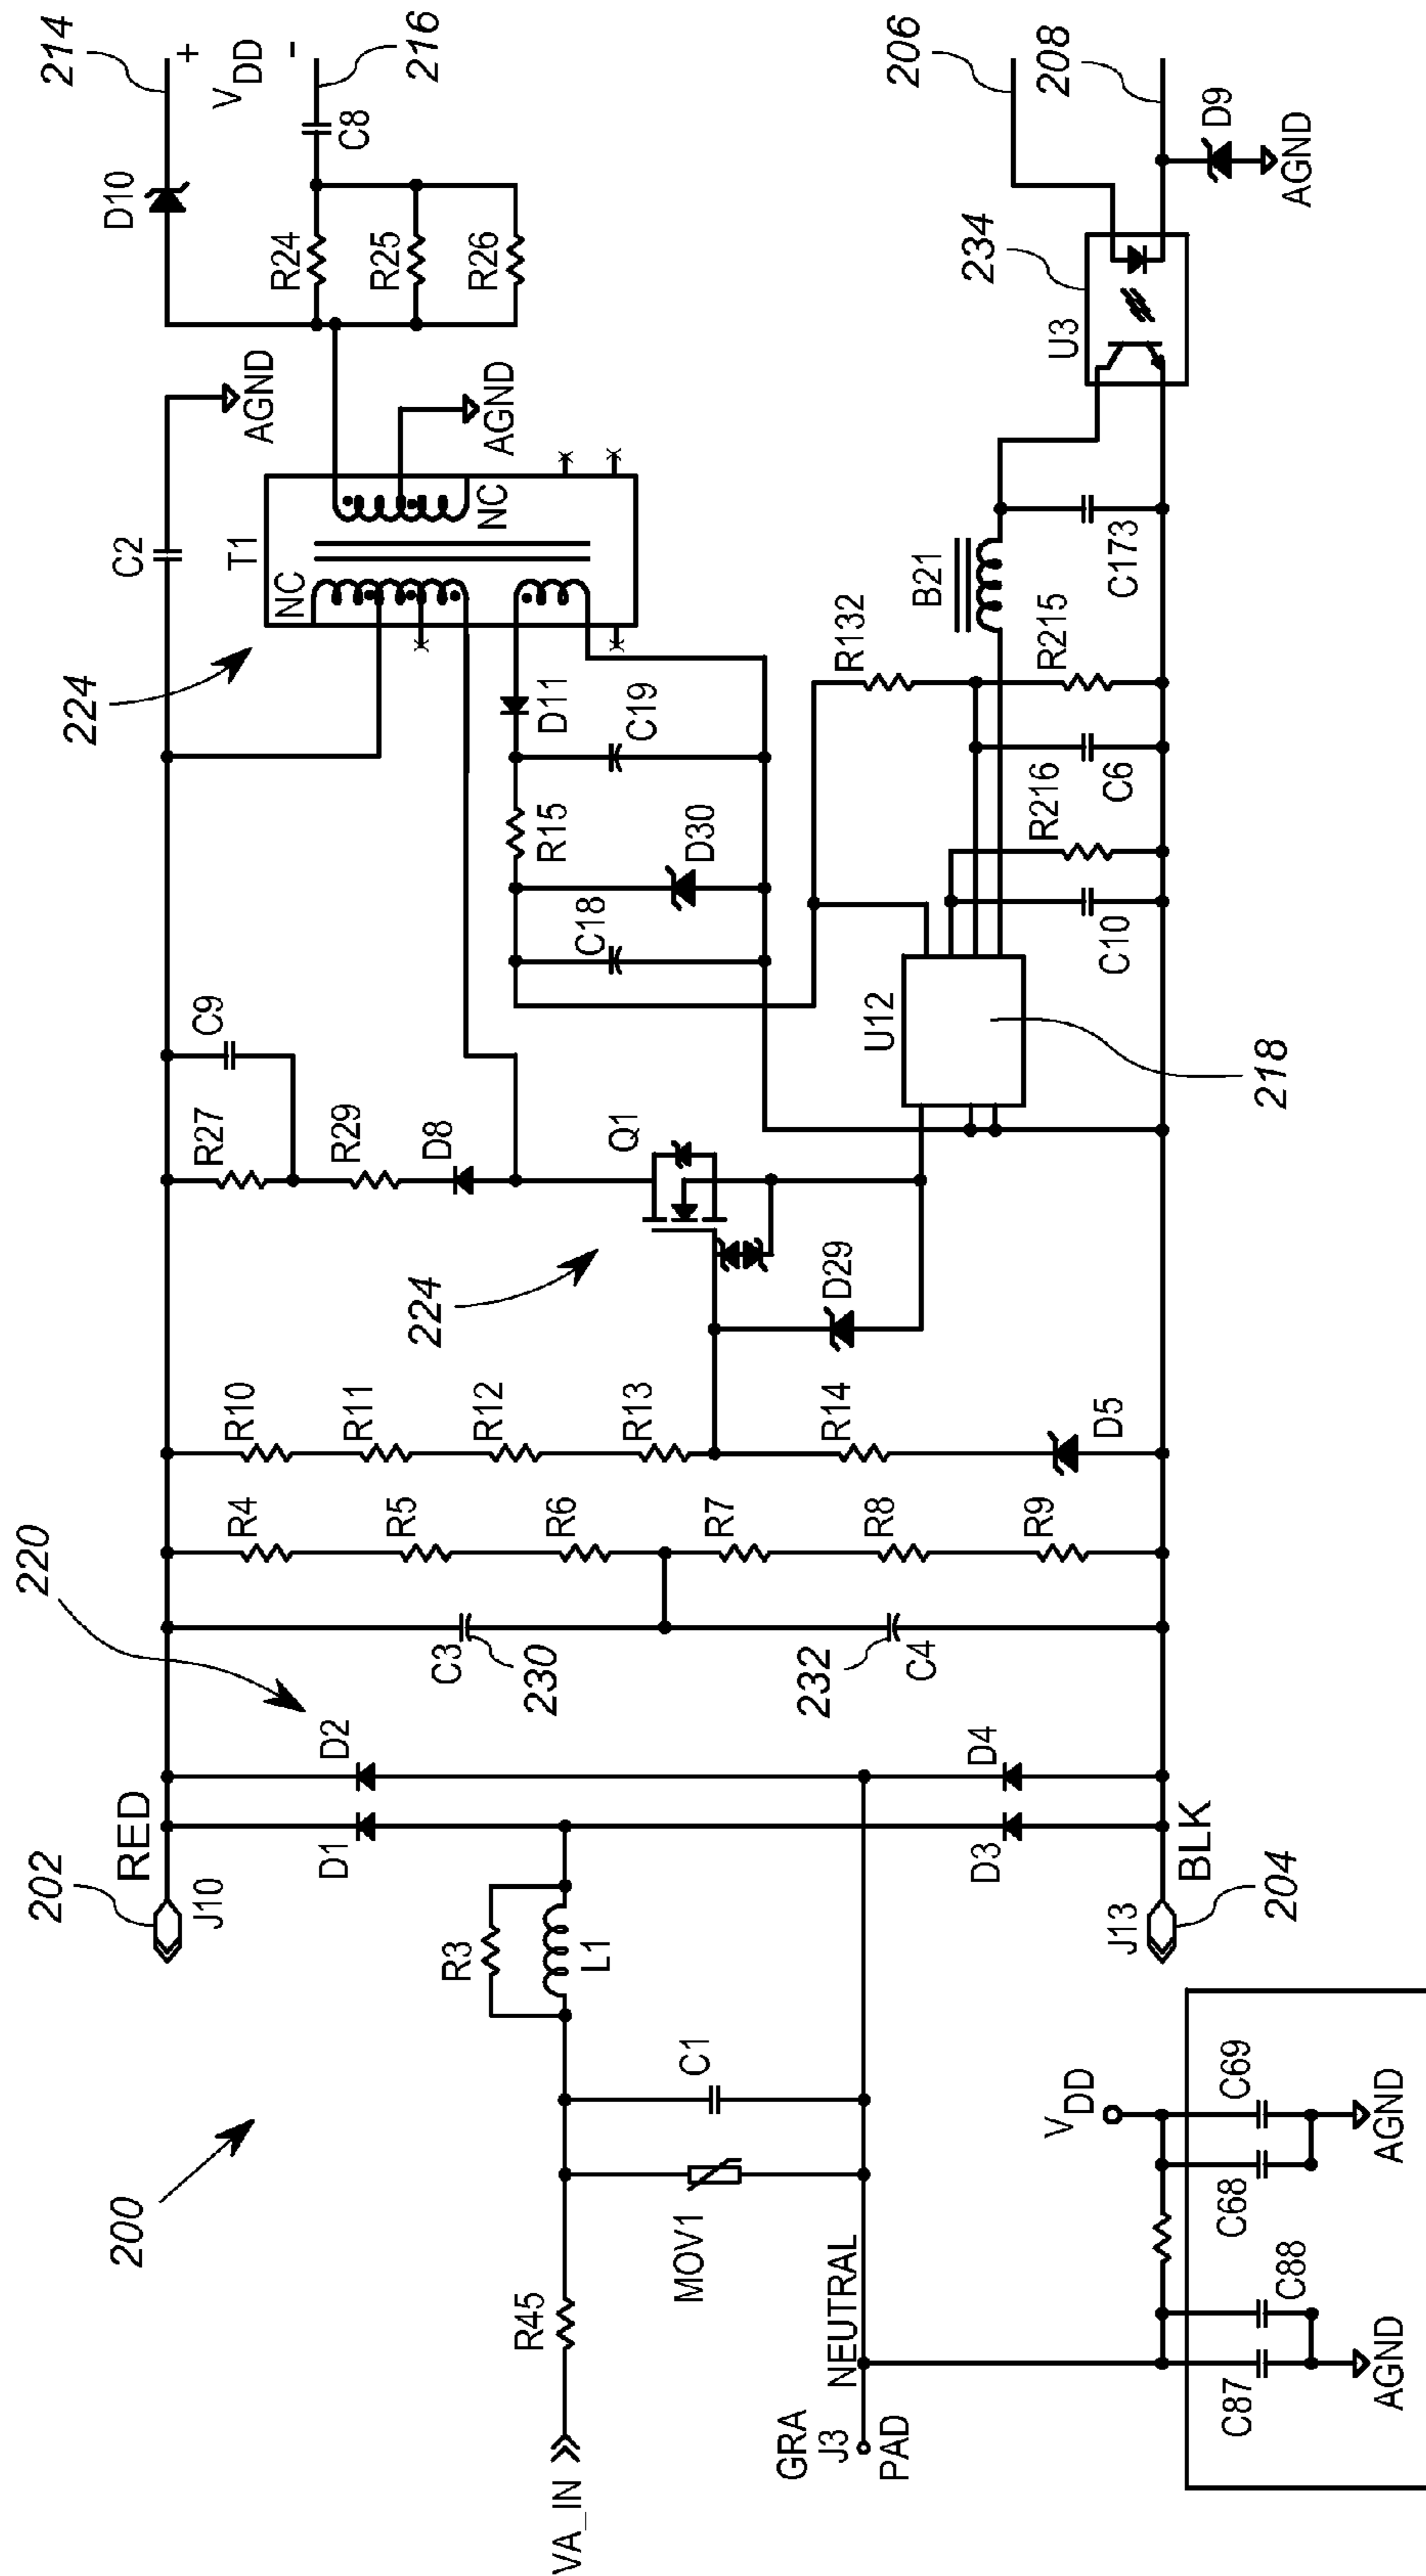 200
VA_IN
R45
MOV1
C1
R3
L1
GRA
J3
PAD
NEUTRAL
C87
C88
C68
C69
V DD
AGND
AGND
202
RED
J10
204
BLK
J13
220
D1
D2
D3
D4
C3
230
232
C4
R4
R5
R6
R7
R8
R9
R10
R11
R12
R13
R14
D5
224
Q1
D29
R27
C9
R29
D8
C18
R15
D30
D11
C19
224
T1
NC
NC
C2
AGND
AGND
U12
218
C10
R216
C6
R132
R215
B21
C173
U3
234
D10
R24
R25
R26
C8
214
+
V DD
-
216
206
208
D9
AGND